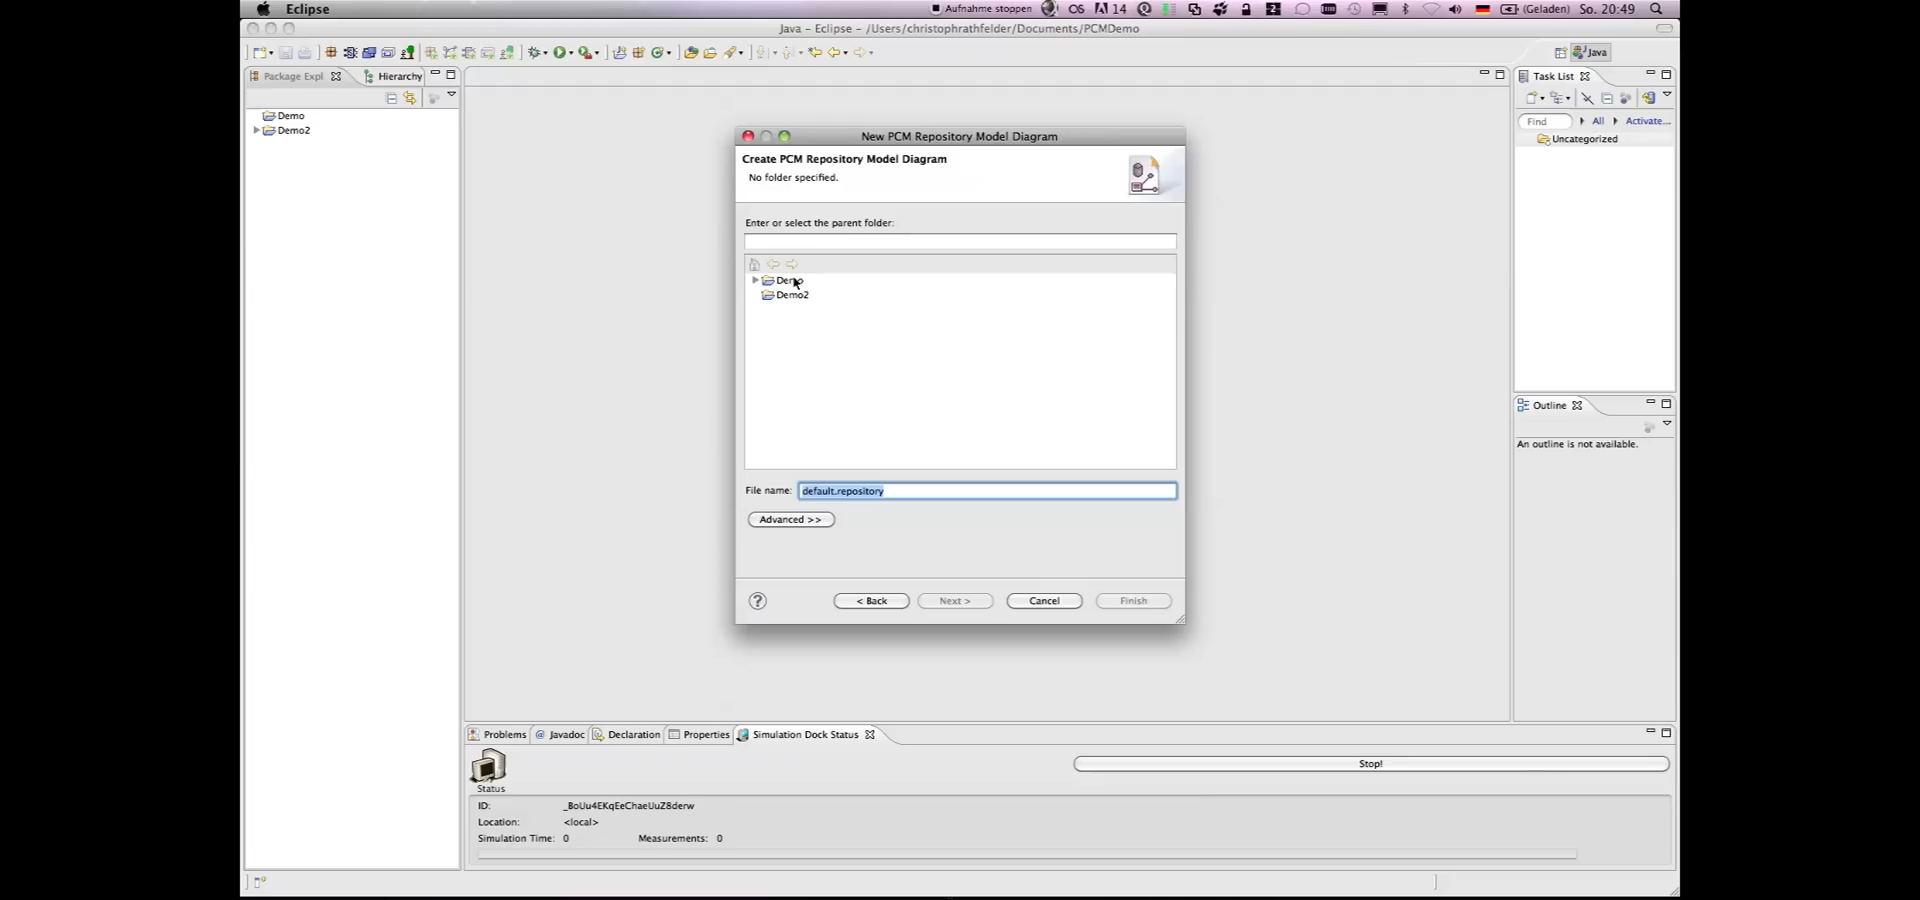 Eclipse
Aufnahme stoppen
14
So. 20:49
(Geladen)
Java – Eclipse – /Users/christophrathfelder/Documents/PCMDemo
Java
Package Expl
Hierarchy
Task List
Demo
Demo2
Find
All
Activate...
Uncategorized
New PCM Repository Model Diagram
Create PCM Repository Model Diagram
No folder specified.
Enter or select the parent folder:
Demo
Demo2
File name: default.repository
Advanced >>
< Back
Next >
Cancel
Finish
Outline
An outline is not available.
Problems
Javadoc
Declaration
Properties
Simulation Dock Status
Status
Stop!
ID: _BoUu4EKqEeChaeUuZ8derw
Location: <local>
Simulation Time: 0 Measurements: 0